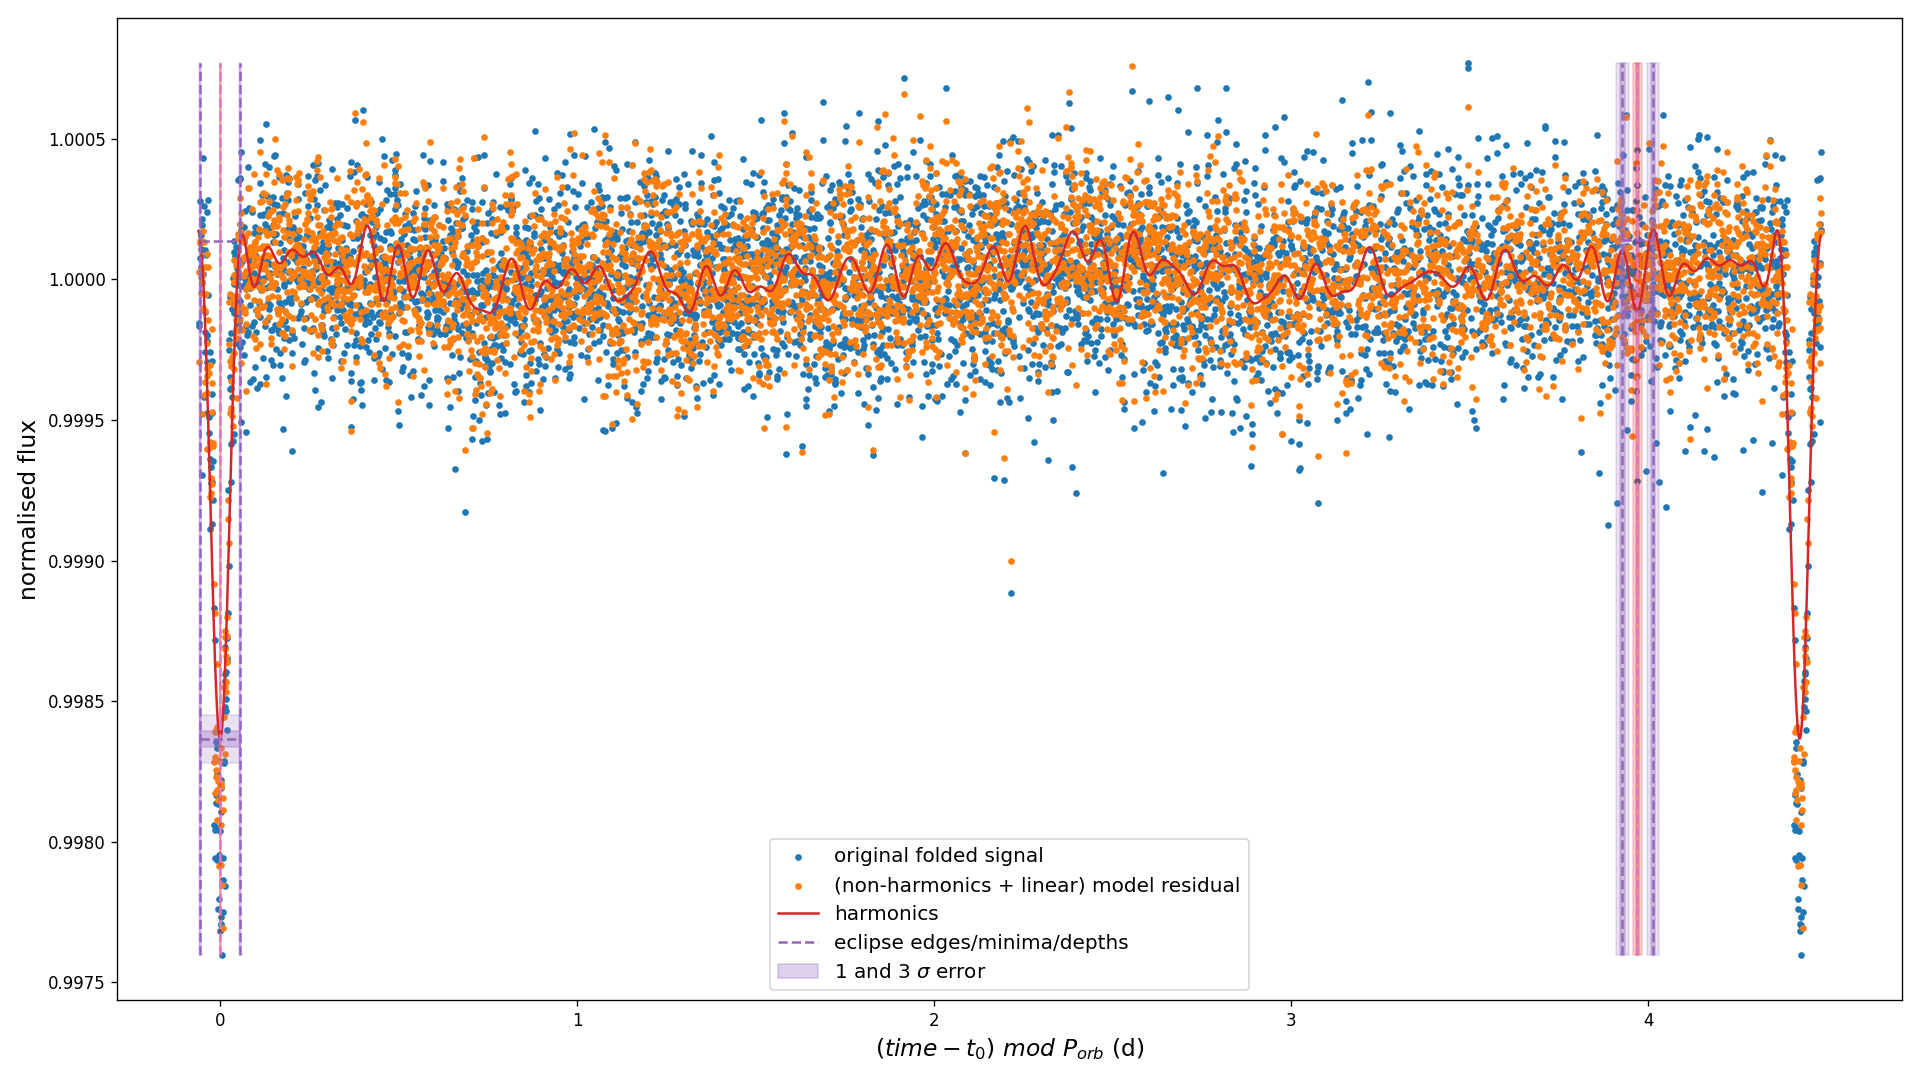 1.0005
1.0000
0.9995
0.9990
0.9985
0.9980
0.9975
normalised flux
original folded signal
(non-harmonics + linear) model residual
harmonics
eclipse edges/minima/depths
1 and 3 σ error
0 1 2 3 4
(time − t₀) mod P_orb (d)